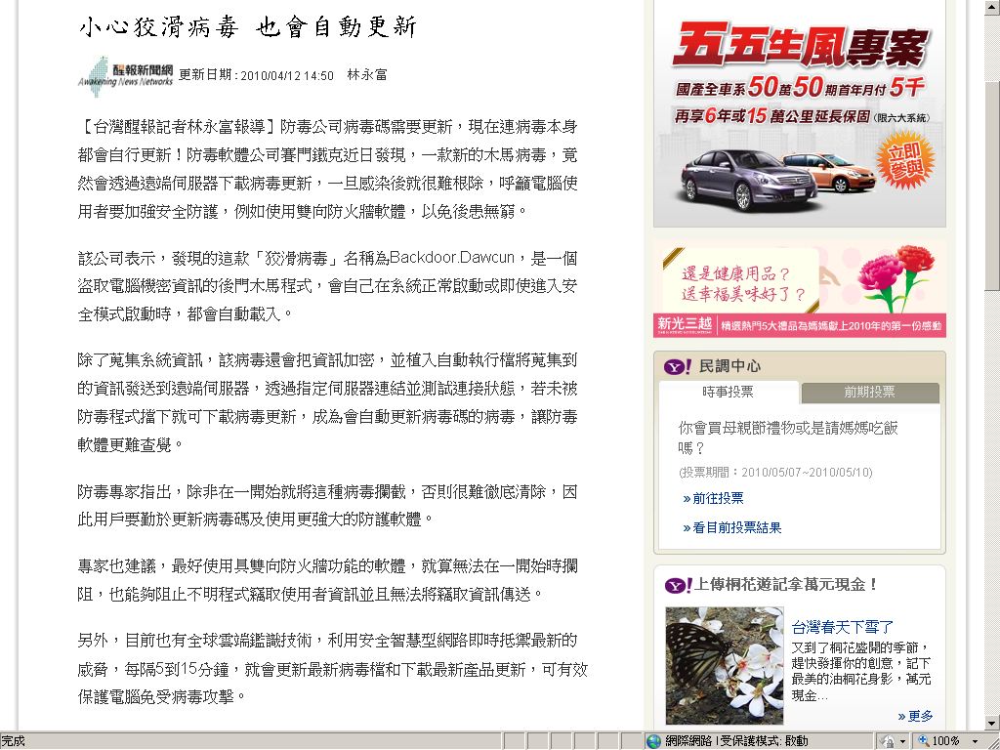 小心狡滑病毒 也會自動更新
醒報新聞網
Awakening News Networks
更新日期:2010/04/12 14:50 林永富
【台灣醒報記者林永富報導】防毒公司病毒碼需要更新，現在連病毒本身
都會自行更新！防毒軟體公司賽門鐵克近日發現，一款新的木馬病毒，竟
然會透過遠端伺服器下載病毒更新，一旦感染後就很難根除，呼籲電腦使
用者要加強安全防護，例如使用雙向防火牆軟體，以免後患無窮。
該公司表示，發現的這款「狡滑病毒」名稱為Backdoor.Dawcun，是一個
盜取電腦機密資訊的後門木馬程式，會自己在系統正常啟動或即使進入安
全模式啟動時，都會自動載入。
除了蒐集系統資訊，該病毒還會把資訊加密，並植入自動執行檔將蒐集到
的資訊發送到遠端伺服器，透過指定伺服器連結並測試連接狀態，若未被
防毒程式擋下就可下載病毒更新，成為會自動更新病毒碼的病毒，讓防毒
軟體更難查覺。
防毒專家指出，除非在一開始就將這種病毒攔截，否則很難徹底清除，因
此用戶要勤於更新病毒碼及使用更強大的防護軟體。
專家也建議，最好使用具雙向防火牆功能的軟體，就算無法在一開始時攔
阻，也能夠阻止不明程式竊取使用者資訊並且無法將竊取資訊傳送。
另外，目前也有全球雲端鑑識技術，利用安全智慧型網路即時抵禦最新的
威脅，每隔5到15分鐘，就會更新最新病毒檔和下載最新產品更新，可有效
保護電腦免受病毒攻擊。
五五生風專案
國產全車系50萬50期首年月付5千
再享6年或15萬公里延長保固(限六大系統)
立即
參與
還是健康用品？
送幸福美味好了？
新光三越
精選熱門5大禮品為媽媽獻上2010年的第一份感動
Y! 民調中心
時事投票 前期投票
你會買母親節禮物或是請媽媽吃飯
嗎？
(投票期間：2010/05/07~2010/05/10)
»前往投票
»看目前投票結果
Y!上傳桐花遊記拿萬元現金！
台灣春天下雪了
又到了桐花盛開的季節，
趕快發揮你的創意，記下
最美的油桐花身影，萬元
現金...
»更多
完成
網際網路 | 受保護模式: 啟動
100%